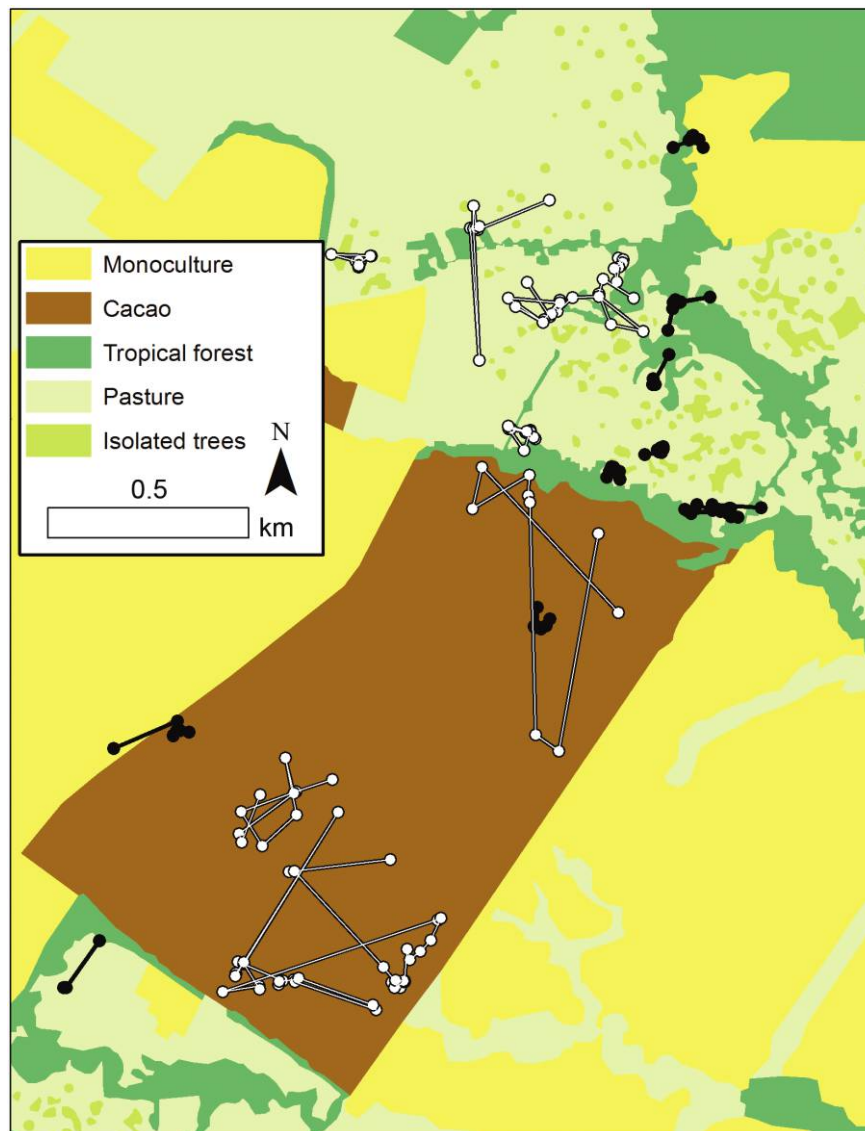 Monoculture
Cacao
Tropical forest
Pasture
Isolated trees
N
0.5
km